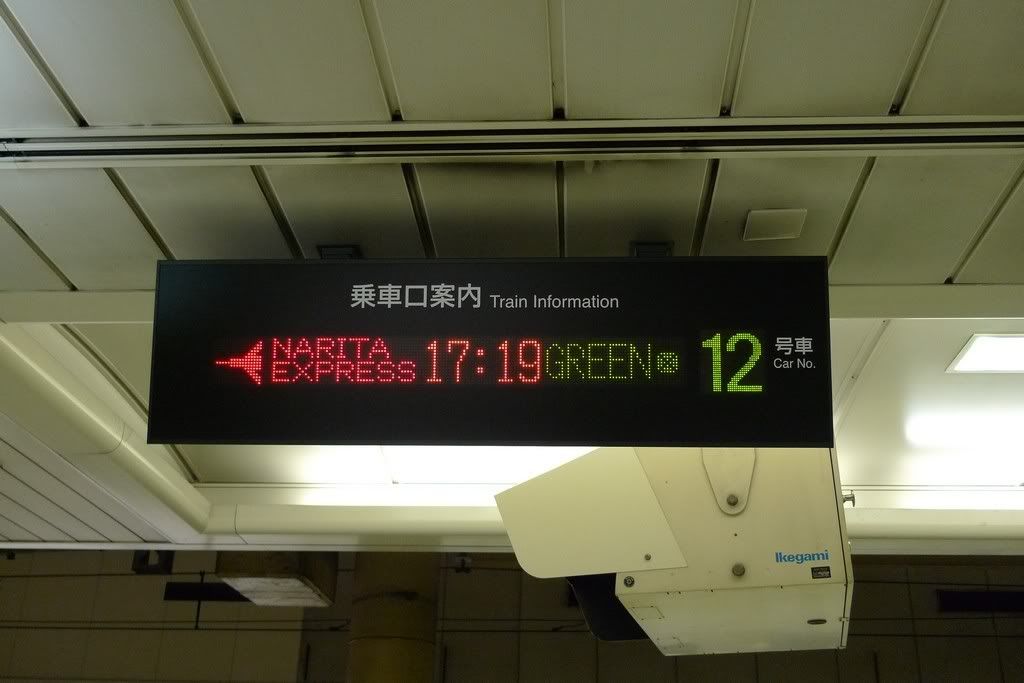 乗車口案内 Train Information
NARITA
EXPRESS 17:19 GREEN 12 号車
Car No.
Ikegami